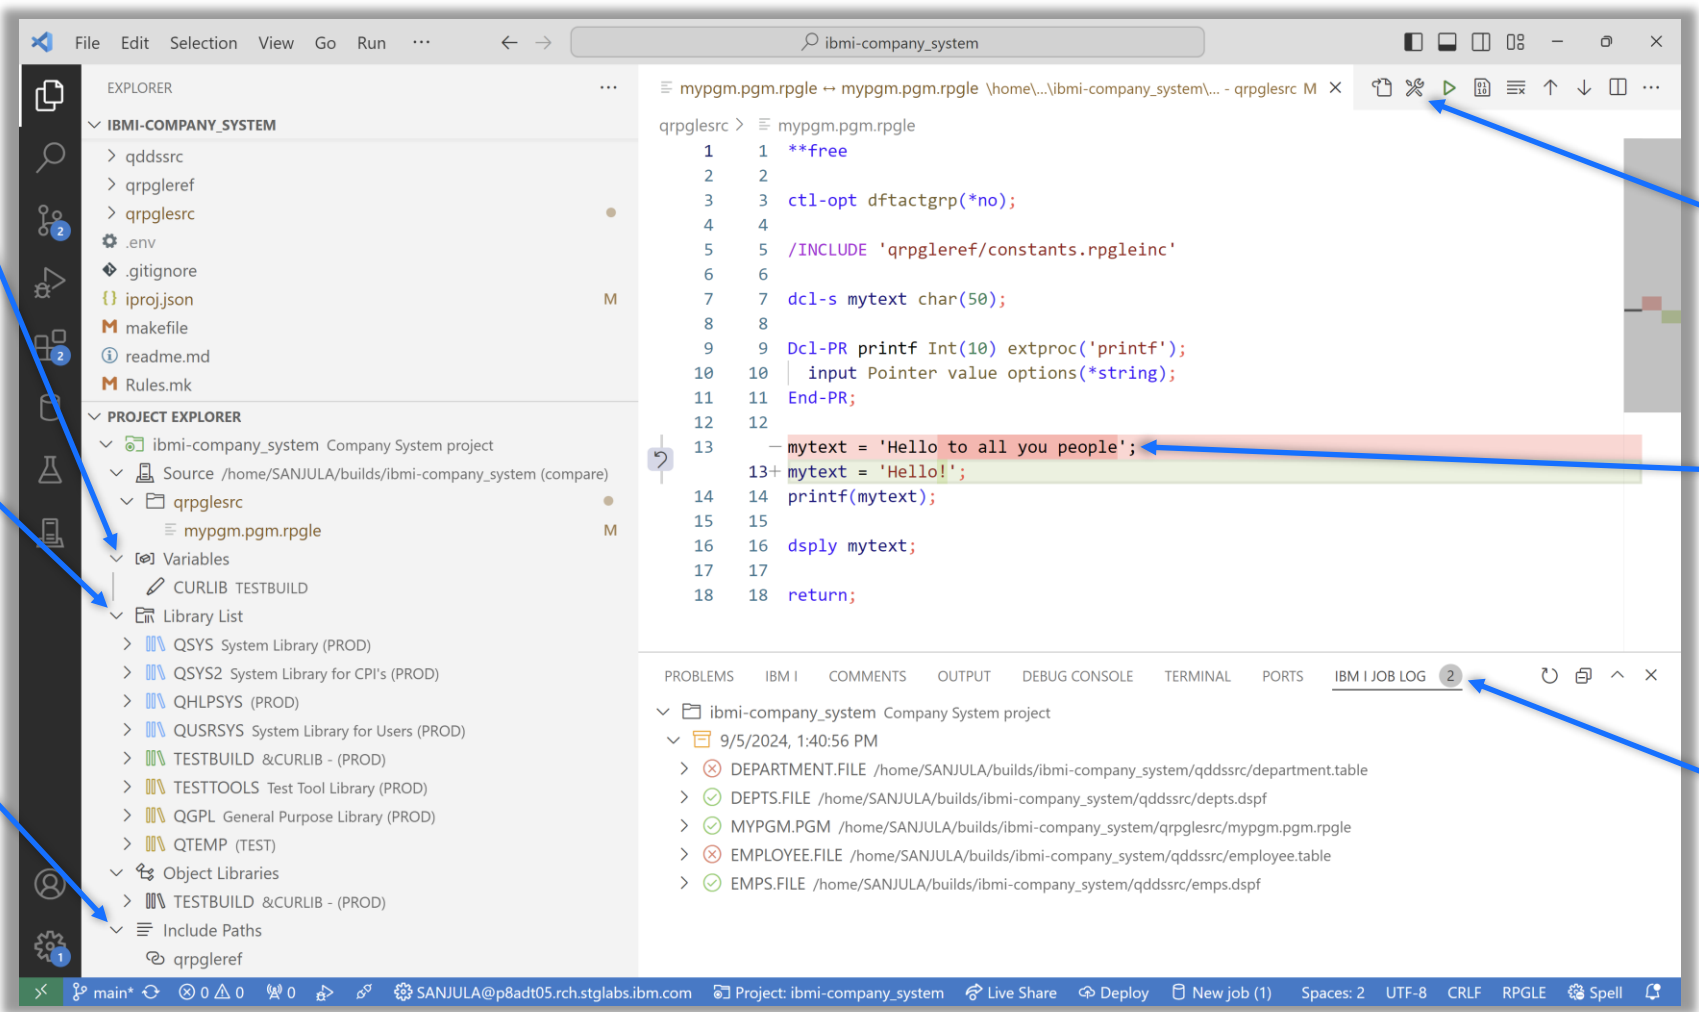 File Edit Selection View Go Run ··· ibmi-company_system
EXPLORER ···
IBMI-COMPANY_SYSTEM
qddssrc
qrpgleref
qrpglesrc
.env
.gitignore
iproj.json M
makefile
readme.md
Rules.mk
2
2
1
PROJECT EXPLORER
ibmi-company_system Company System project
Source /home/SANJULA/builds/ibmi-company_system (compare)
qrpglesrc
mypgm.pgm.rpgle M
Variables
CURLIB TESTBUILD
Library List
QSYS System Library (PROD)
QSYS2 System Library for CPI's (PROD)
QHLPSYS (PROD)
QUSRSYS System Library for Users (PROD)
TESTBUILD &CURLIB - (PROD)
TESTTOOLS Test Tool Library (PROD)
QGPL General Purpose Library (PROD)
QTEMP (TEST)
Object Libraries
TESTBUILD &CURLIB - (PROD)
Include Paths
qrpgleref
mypgm.pgm.rpgle ↔ mypgm.pgm.rpgle \home\...\ibmi-company_system\... - qrpglesrc M
qrpglesrc > mypgm.pgm.rpgle
1 1 **free
2 2
3 3 ctl-opt dftactgrp(*no);
4 4
5 5 /INCLUDE 'qrpgleref/constants.rpgleinc'
6 6
7 7 dcl-s mytext char(50);
8 8
9 9 Dcl-PR printf Int(10) extproc('printf');
10 10 input Pointer value options(*string);
11 11 End-PR;
12 12
13 — mytext = 'Hello to all you people';
13+ mytext = 'Hello!';
14 14 printf(mytext);
15 15
16 16 dsply mytext;
17 17
18 18 return;
PROBLEMS IBM I COMMENTS OUTPUT DEBUG CONSOLE TERMINAL PORTS IBM I JOB LOG 2
ibmi-company_system Company System project
9/5/2024, 1:40:56 PM
DEPARTMENT.FILE /home/SANJULA/builds/ibmi-company_system/qddssrc/department.table
DEPTS.FILE /home/SANJULA/builds/ibmi-company_system/qddssrc/depts.dspf
MYPGM.PGM /home/SANJULA/builds/ibmi-company_system/qrpglesrc/mypgm.pgm.rpgle
EMPLOYEE.FILE /home/SANJULA/builds/ibmi-company_system/qddssrc/employee.table
EMPS.FILE /home/SANJULA/builds/ibmi-company_system/qddssrc/emps.dspf
main* 0 0 0 SANJULA@p8adt05.rch.stglabs.ibm.com Project: ibmi-company_system Live Share Deploy New job (1) Spaces: 2 UTF-8 CRLF RPGLE Spell